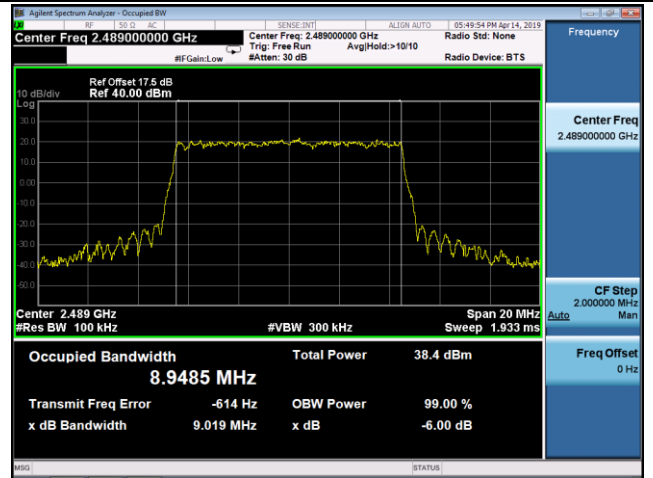 Agilent Spectrum Analyzer - Occupied BW
RF 50 Ω AC SENSE:INT ALIGN AUTO 05:49:54 PM Apr 14, 2019
Center Freq 2.489000000 GHz
Center Freq: 2.489000000 GHz
Radio Std: None
Trig: Free Run Avg|Hold:>10/10
#IFGain:Low
#Atten: 30 dB
Radio Device: BTS
Frequency
Ref Offset 17.5 dB
10 dB/div Ref 40.00 dBm
Log
30.0
20.0
10.0
0.00
-10.0
-20.0
-30.0
-40.0
-50.0
Center 2.489 GHz
Span 20 MHz
#Res BW 100 kHz
#VBW 300 kHz
Sweep 1.933 ms
Occupied Bandwidth
8.9485 MHz
Total Power 38.4 dBm
Transmit Freq Error -614 Hz
OBW Power 99.00 %
x dB Bandwidth 9.019 MHz
x dB -6.00 dB
Center Freq
2.489000000 GHz
CF Step
2.000000 MHz
Auto Man
Freq Offset
0 Hz
MSG
STATUS